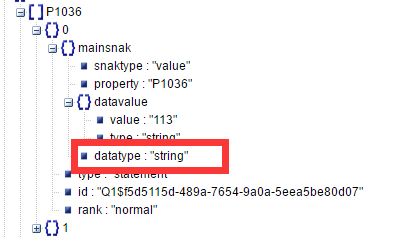 [] P1036
{} 0
{} mainsnak
snaktype : "value"
property : "P1036"
{} datavalue
value : "113"
type : "string"
datatype : "string"
type : "statement"
id : "Q1$f5d5115d-489a-7654-9a0a-5eea5be80d07"
rank : "normal"
{} 1